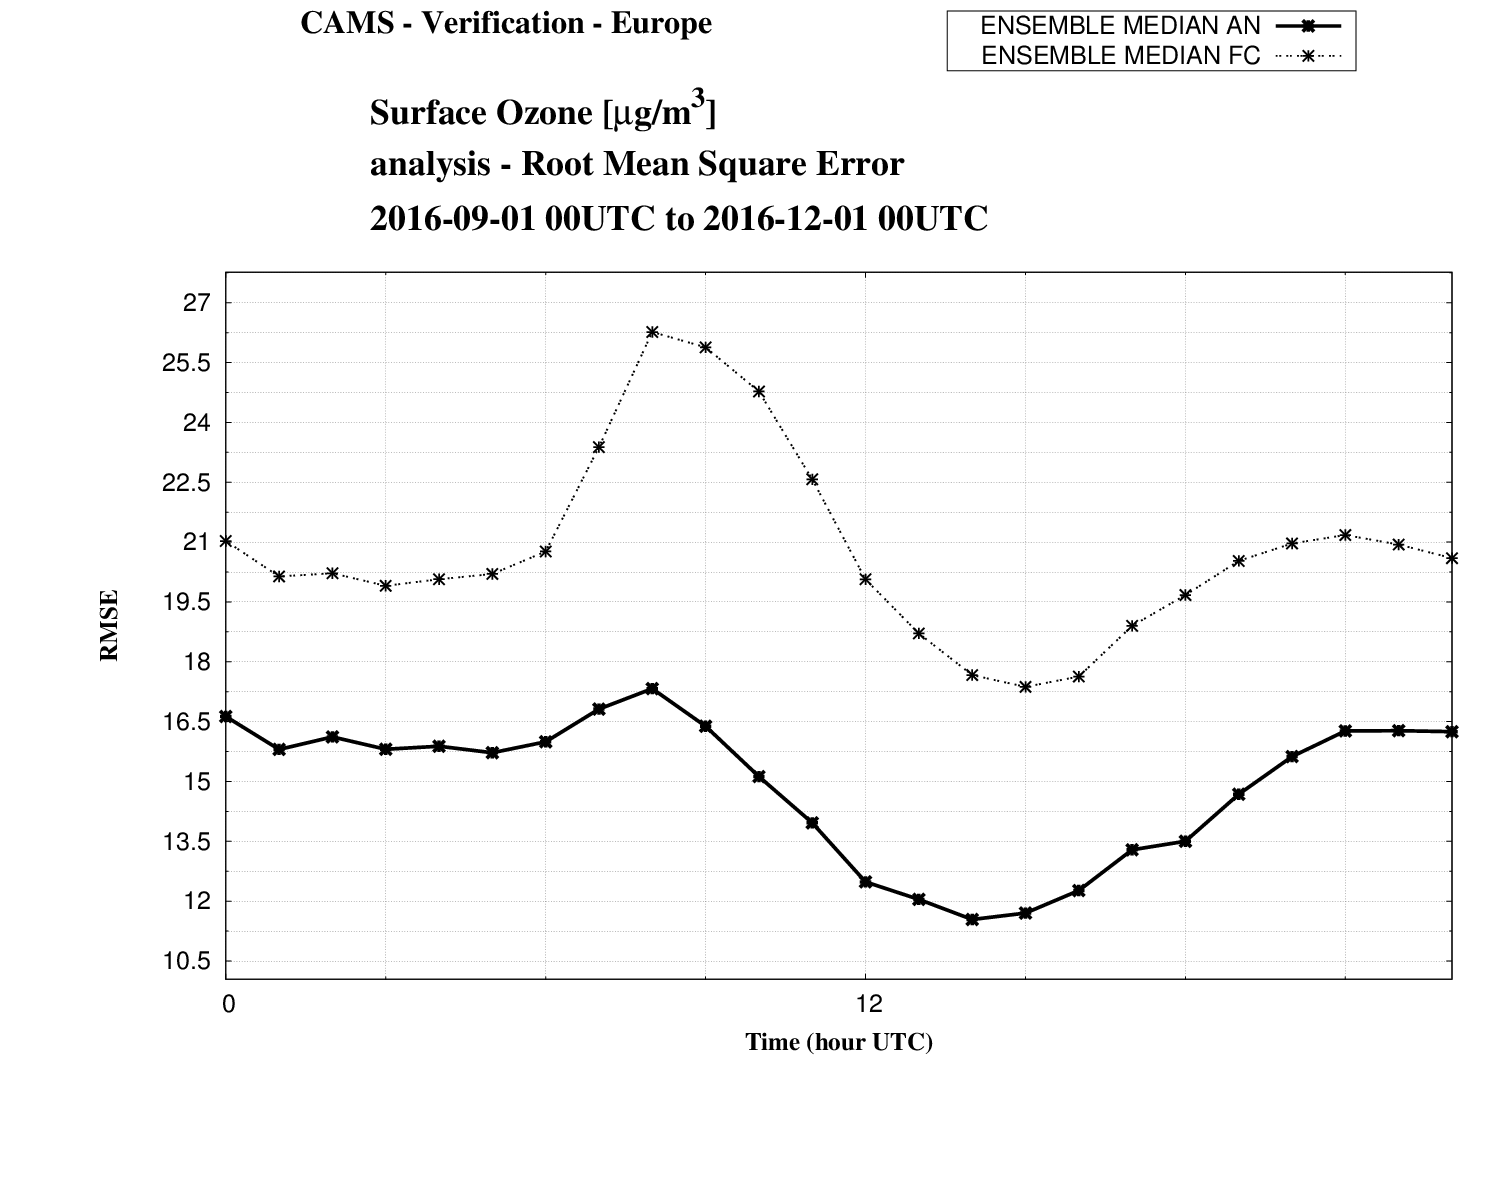 CAMS - Verification - Europe
ENSEMBLE MEDIAN AN
ENSEMBLE MEDIAN FC
Surface Ozone [μg/m³]
analysis - Root Mean Square Error
2016-09-01 00UTC to 2016-12-01 00UTC
27
25.5
24
22.5
21
19.5
18
16.5
15
13.5
12
10.5
RMSE
0
12
Time (hour UTC)